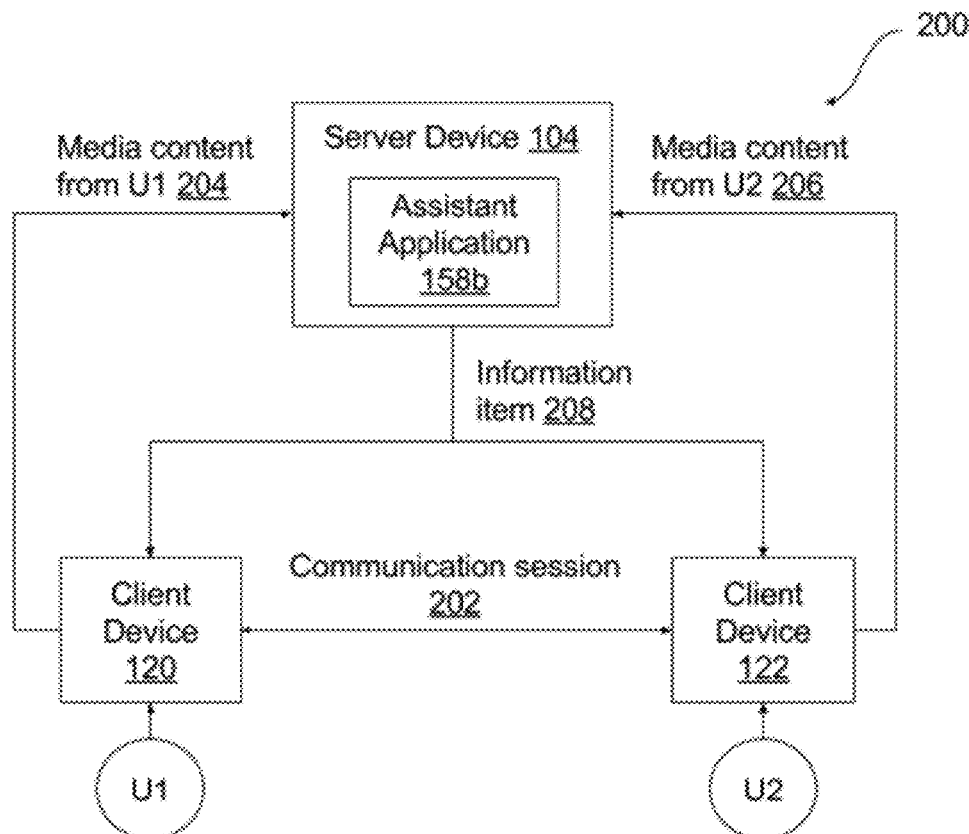 200
Media content
from U1 204
Server Device 104
Media content
from U2 206
Assistant
Application
158b
Information
item 208
Communication session
202
Client
Device
120
Client
Device
122
U1
U2